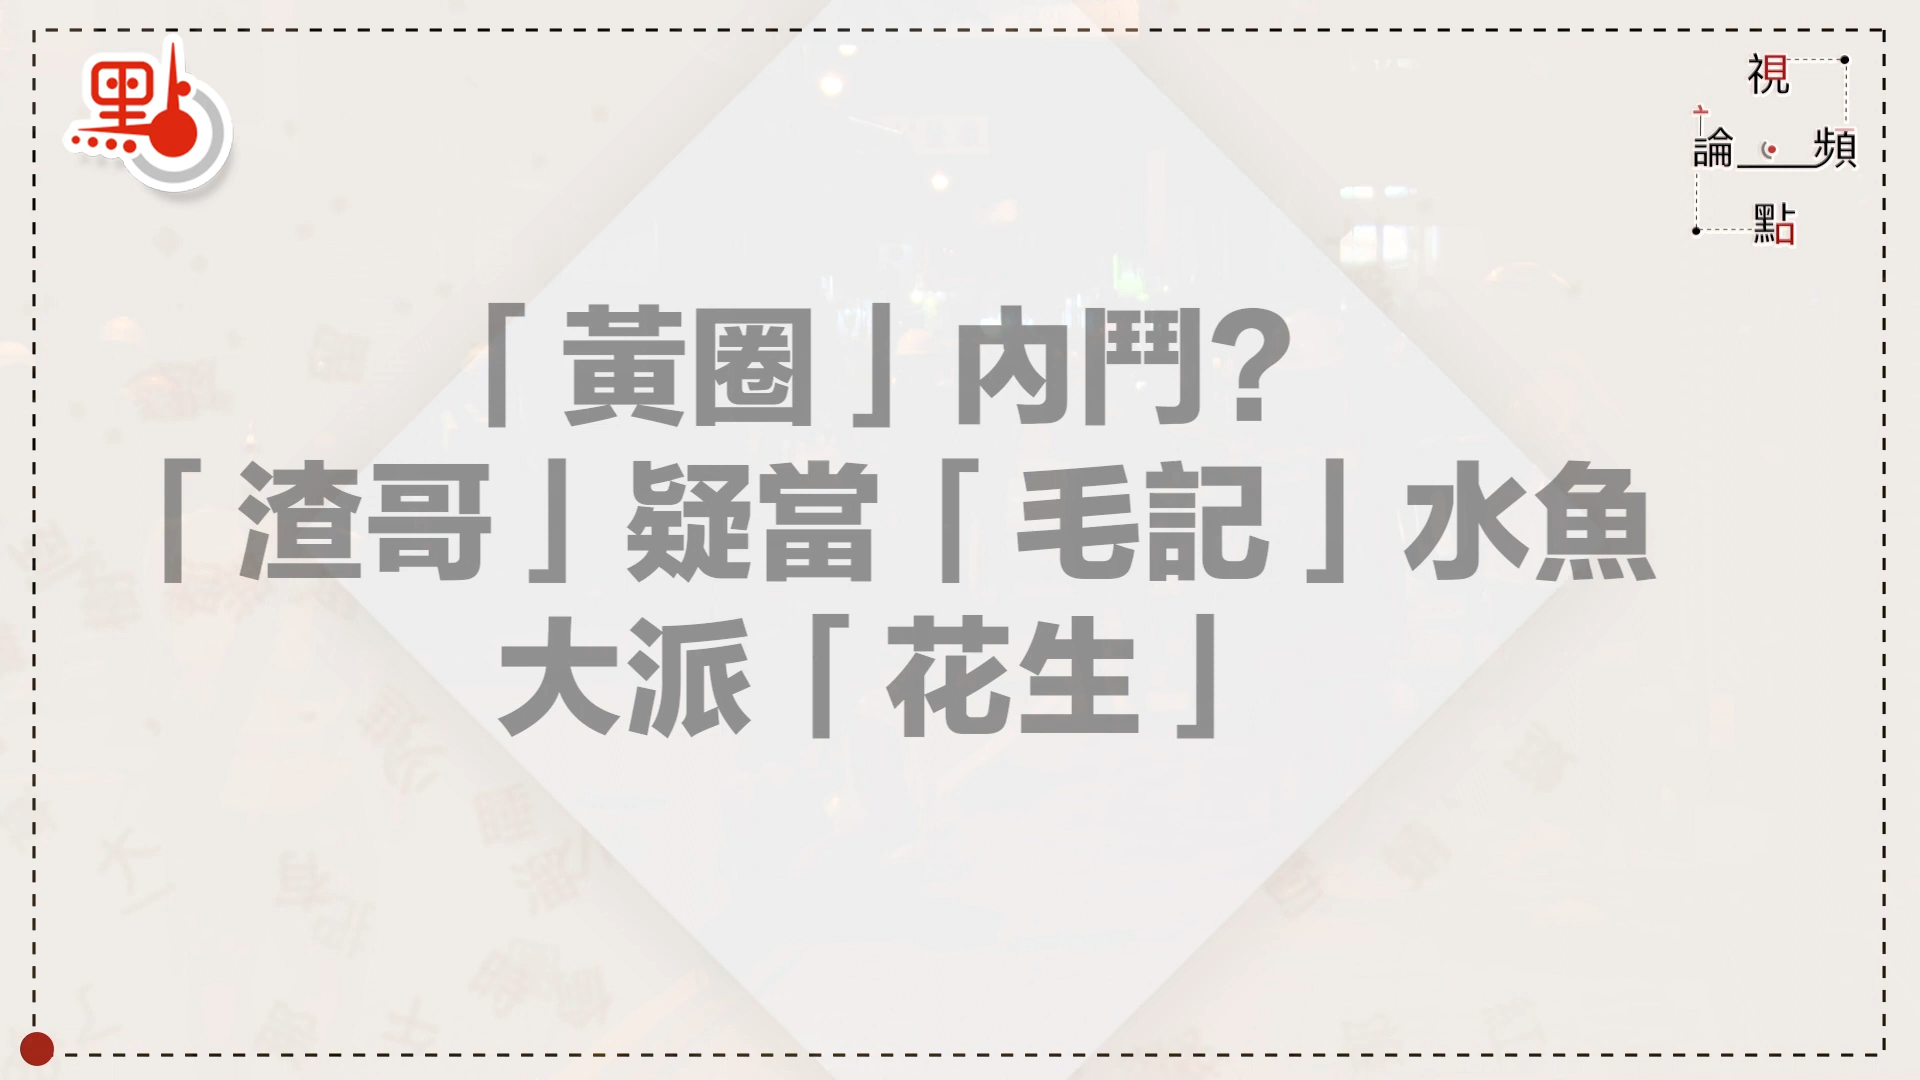 點
視
論 頻
點
「黃圈」內鬥?
「渣哥」疑當「毛記」水魚
大派「花生」